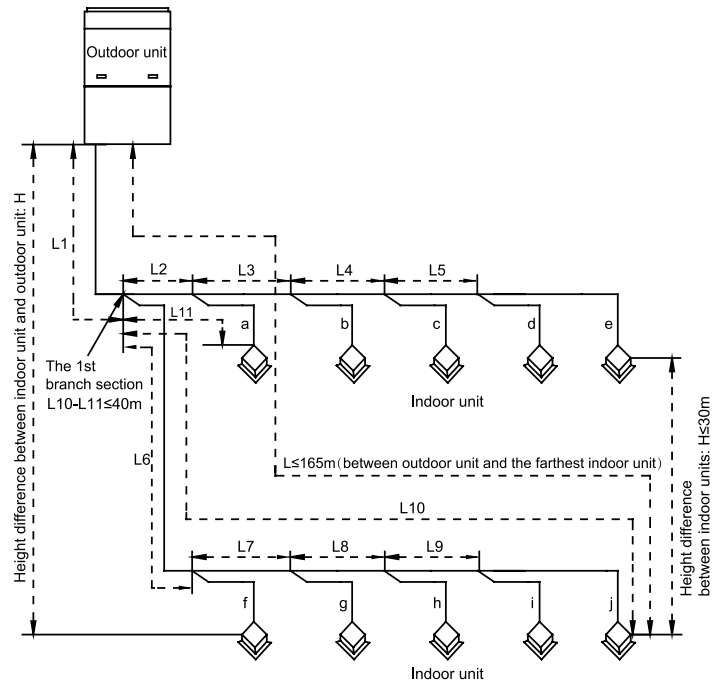 Outdoor unit
Height difference between indoor unit and outdoor unit: H
L1
L2
L3
L4
L5
L11
a
b
c
d
e
The 1st
branch section
L10-L11≤40m
Indoor unit
L6
L≤165m(between outdoor unit and the farthest indoor unit)
L10
Height difference
between indoor units: H≤30m
L7
L8
L9
f
g
h
i
j
Indoor unit